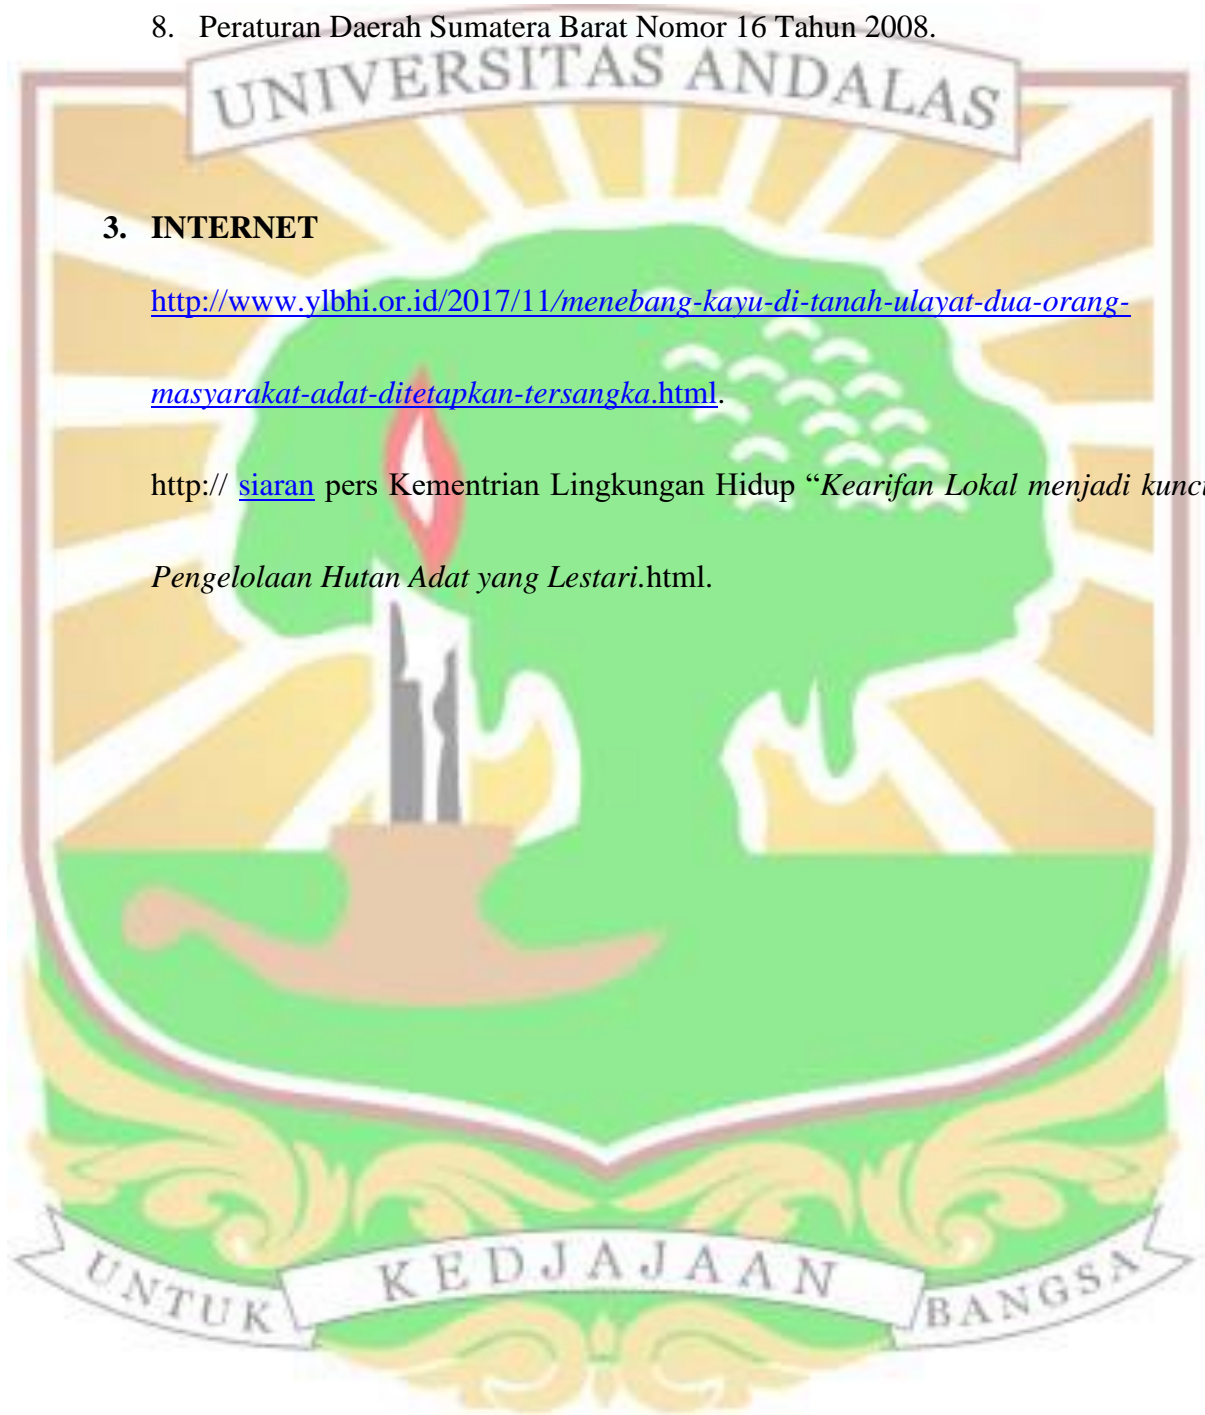 8. Peraturan Daerah Sumatera Barat Nomor 16 Tahun 2008.
UNIVERSITAS ANDALAS
3. INTERNET
http://www.ylbhi.or.id/2017/11/menebang-kayu-di-tanah-ulayat-dua-orang-
masyarakat-adat-ditetapkan-tersangka.html.
http:// siaran pers Kementrian Lingkungan Hidup “Kearifan Lokal menjadi kunci
Pengelolaan Hutan Adat yang Lestari.html.
UNTUK KEDJAJAAN BANGSA